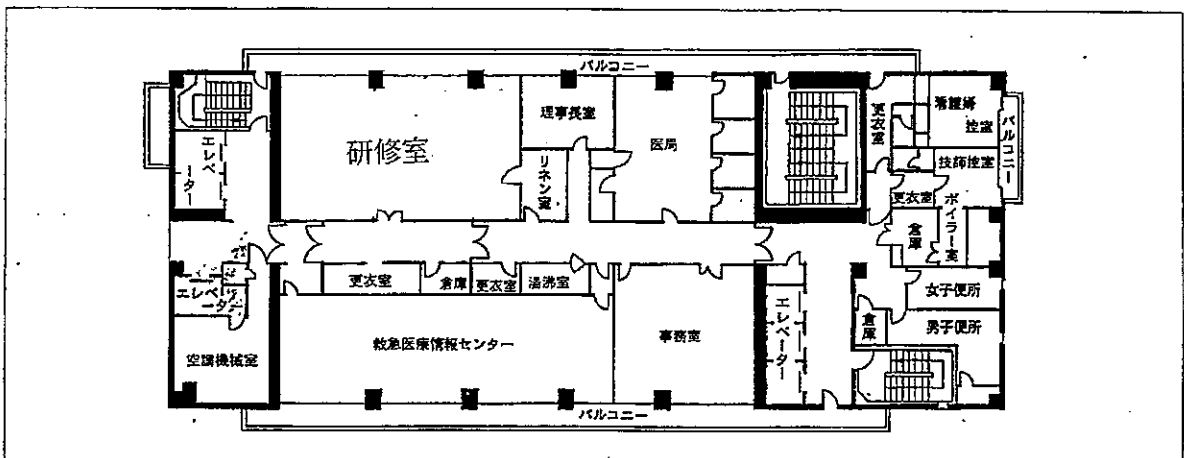 バルコニー
理事長室
研修室
医局
リネン室
エレベーター
更衣室
看護婦
控室
バルコニー
技師控室
更衣室
ボイラー室
倉庫
エレベーター
更衣室
倉庫
更衣室
湯沸室
女子便所
エレベーター
倉庫
男子便所
空調機械室
救急医療情報センター
事務室
バルコニー